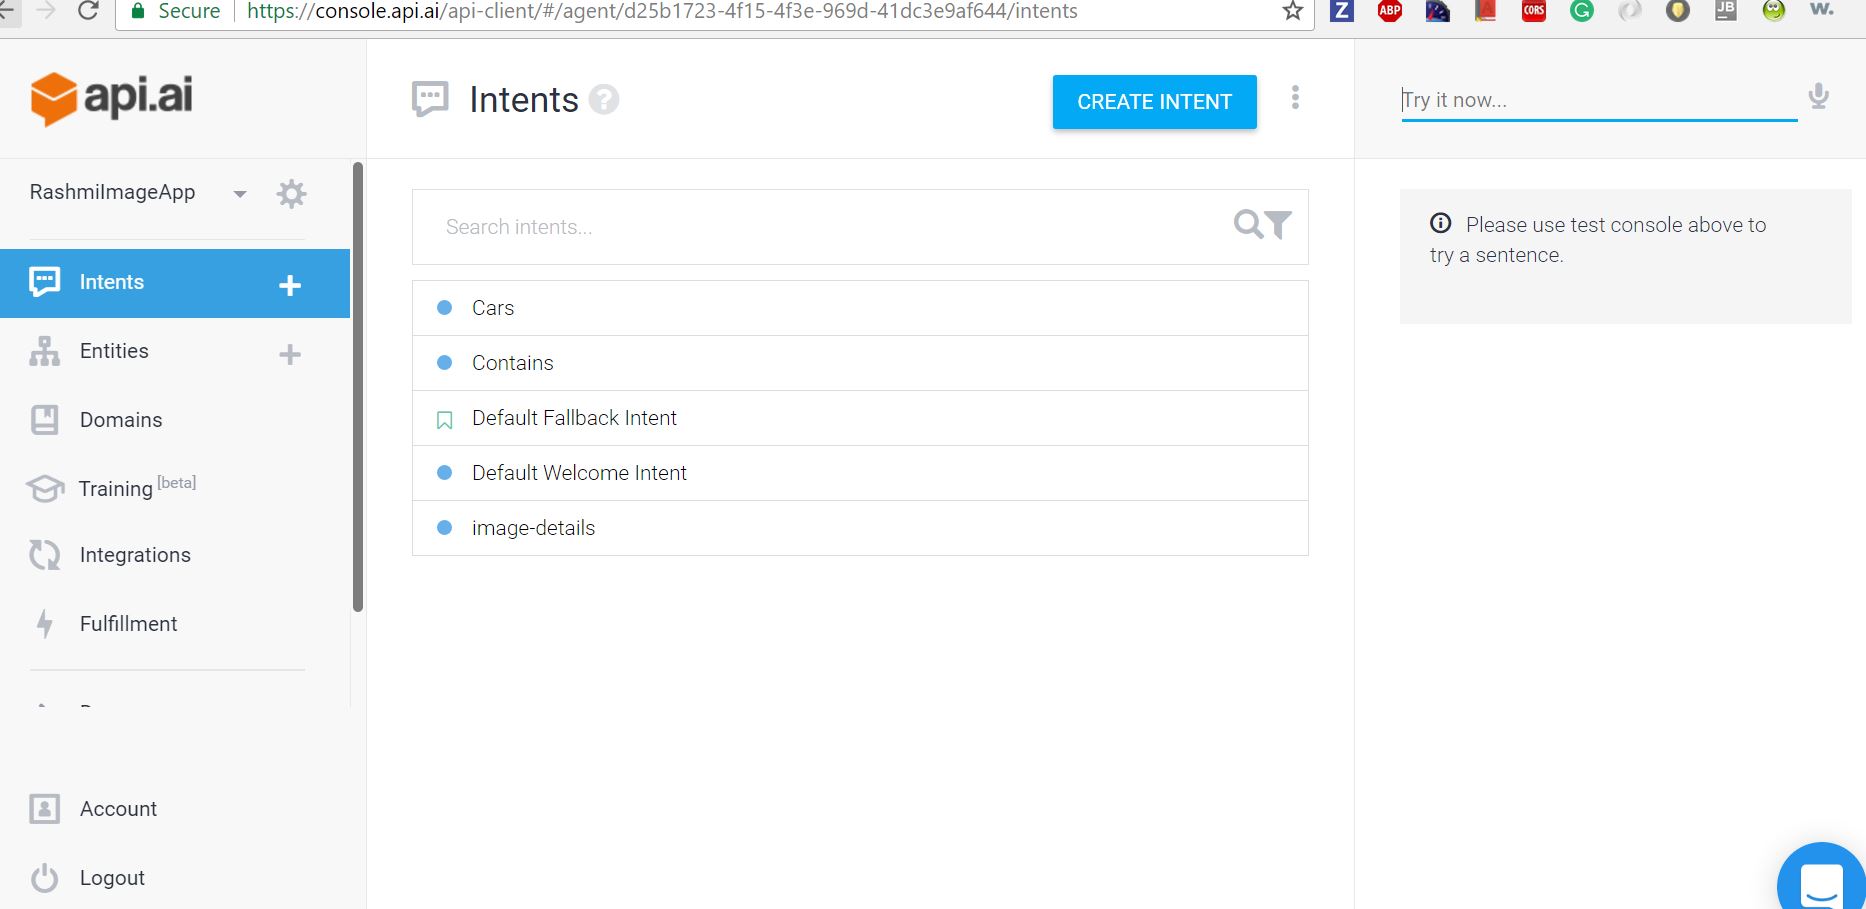 Secure https://console.api.ai/api-client/#/agent/d25b1723-4f15-4f3e-969d-41dc3e9af644/intents
Z ABP CORS G JB w.
api.ai
RashmiImageApp
Intents
Entities
Domains
Training [beta]
Integrations
Fulfillment
Account
Logout
Intents ?
CREATE INTENT
Search intents...
Cars
Contains
Default Fallback Intent
Default Welcome Intent
image-details
Try it now...
Please use test console above to
try a sentence.